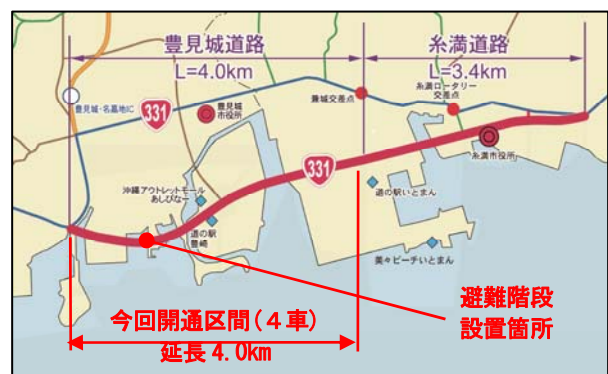 豊見城道路
L=4.0km
糸満道路
L=3.4km
豊見城・名嘉地IC
331
豊見城
市役所
兼城交差点
糸満ロータリー
交差点
糸満市役所
331
沖縄アウトレットモール
あしびなー
道の駅
豊崎
道の駅いとまん
美々ビーチいとまん
今回開通区間(4車)
延長 4.0km
避難階段
設置箇所